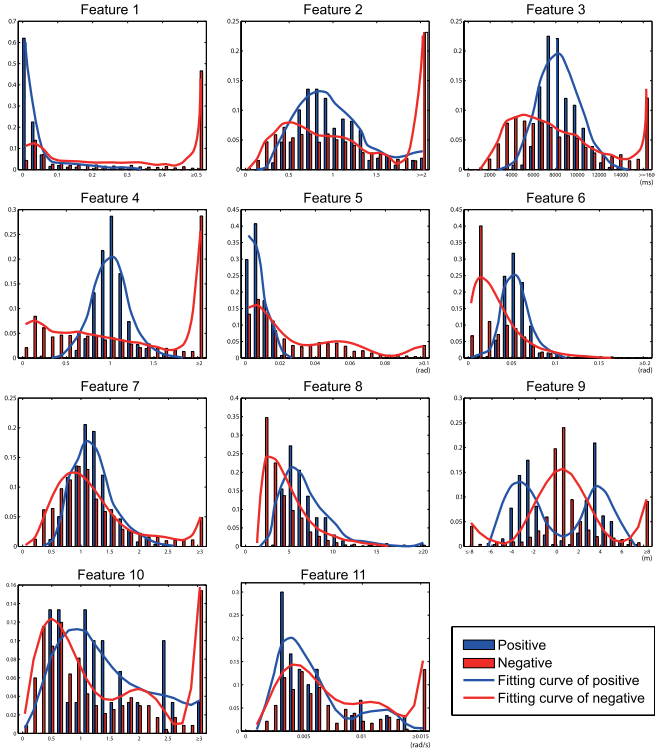 Feature 1
0.7
0.6
0.5
0.4
0.3
0.2
0.1
0
0 0.1 0.2 0.3 0.4 ≥0.5
Feature 2
0.25
0.2
0.15
0.1
0.05
0
0 0.5 1 1.5 >=2
Feature 3
0.25
0.2
0.15
0.1
0.05
0
0 2000 4000 6000 8000 10000 12000 14000 >=1600
(ms)
Feature 4
0.3
0.25
0.2
0.15
0.1
0.05
0
0 0.5 1 1.5 ≥2
Feature 5
0.45
0.4
0.35
0.3
0.25
0.2
0.15
0.1
0.05
0
0 0.02 0.04 0.06 0.08 ≥0.1
(rad)
Feature 6
0.45
0.4
0.35
0.3
0.25
0.2
0.15
0.1
0.05
0
0 0.05 0.1 0.15 ≥0.2
(rad)
Feature 7
0.25
0.2
0.15
0.1
0.05
0
0 0.5 1 1.5 2 2.5 ≥3
Feature 8
0.4
0.35
0.3
0.25
0.2
0.15
0.1
0.05
0
0 5 10 15 ≥20
Feature 9
0.3
0.25
0.2
0.15
0.1
0.05
0
≤-8 -6 -4 -2 0 2 4 6 ≥8
(m)
Feature 10
0.16
0.14
0.12
0.1
0.08
0.06
0.04
0.02
0
0 0.5 1 1.5 2 2.5 ≥3
Feature 11
0.35
0.3
0.25
0.2
0.15
0.1
0.05
0
0 0.005 0.01 ≥0.015
(rad/s)
Positive
Negative
Fitting curve of positive
Fitting curve of negative